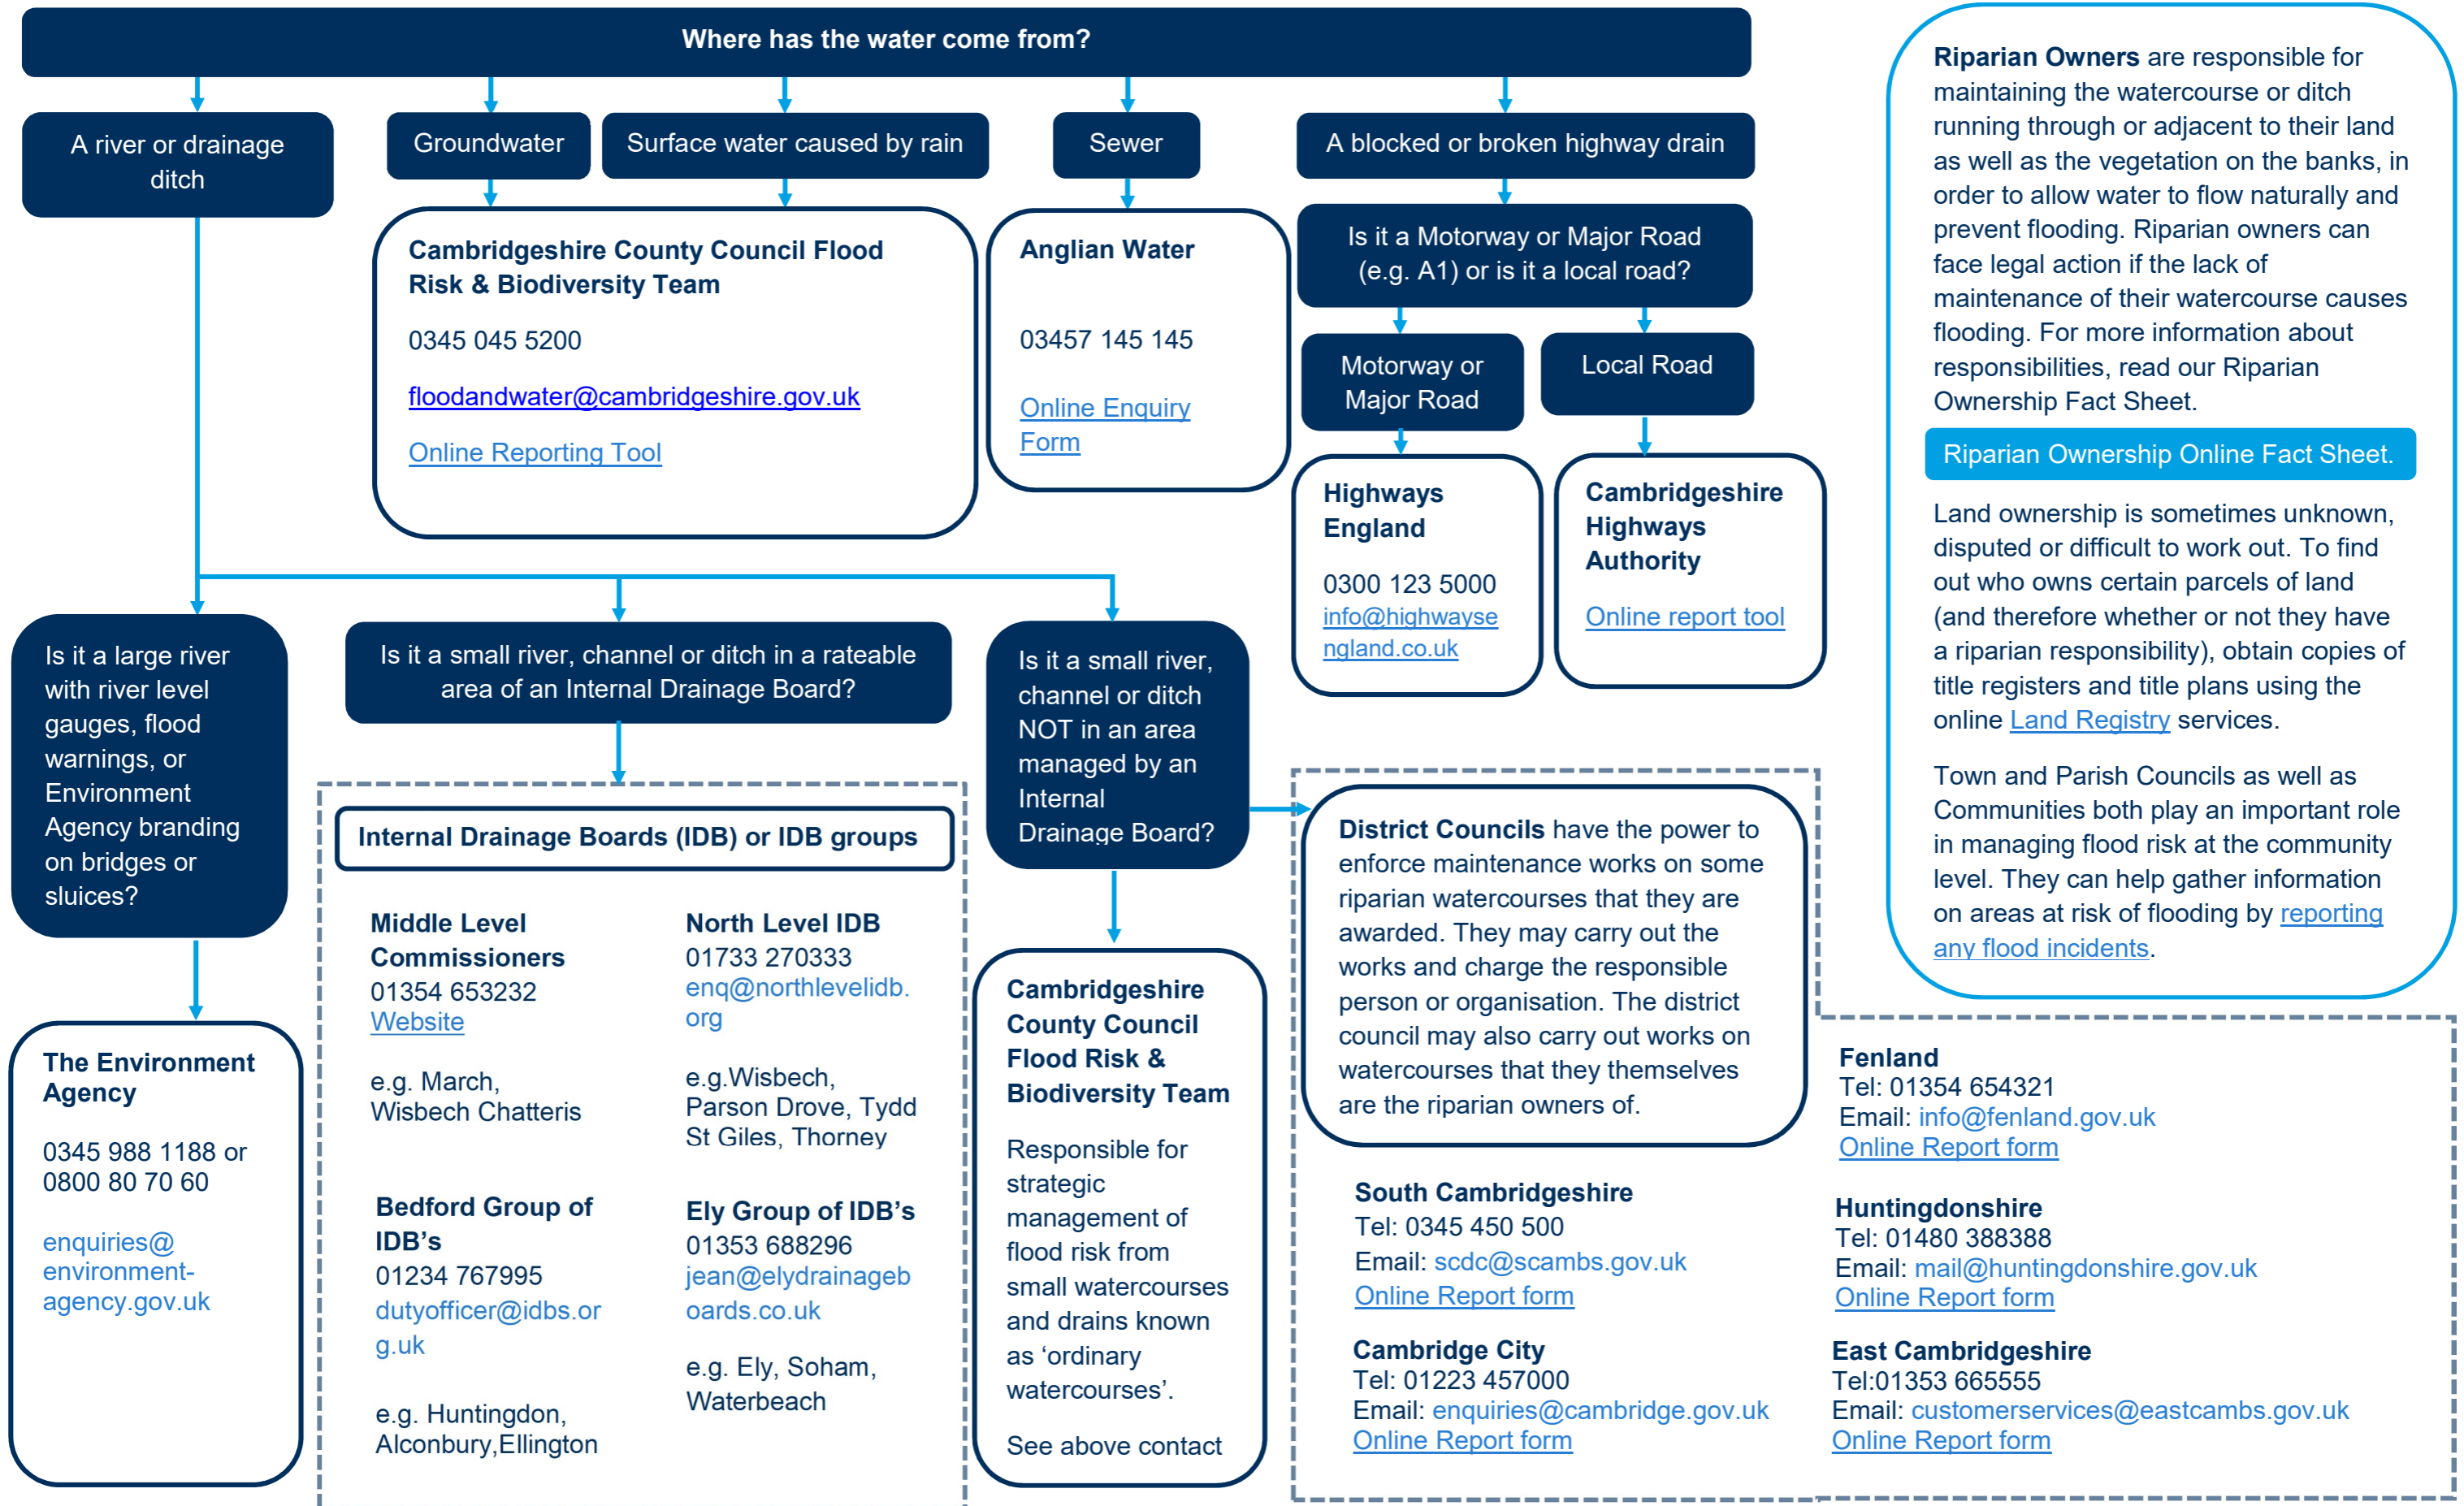 Where has the water come from?
A river or drainage
ditch
Groundwater
Surface water caused by rain
Sewer
A blocked or broken highway drain
Cambridgeshire County Council Flood
Risk & Biodiversity Team
0345 045 5200
floodandwater@cambridgeshire.gov.uk
Online Reporting Tool
Anglian Water
03457 145 145
Online Enquiry
Form
Is it a Motorway or Major Road
(e.g. A1) or is it a local road?
Motorway or
Major Road
Local Road
Highways
England
0300 123 5000
info@highwayse
ngland.co.uk
Cambridgeshire
Highways
Authority
Online report tool
Is it a large river
with river level
gauges, flood
warnings, or
Environment
Agency branding
on bridges or
sluices?
The Environment
Agency
0345 988 1188 or
0800 80 70 60
enquiries@
environment-
agency.gov.uk
Is it a small river, channel or ditch in a rateable
area of an Internal Drainage Board?
Internal Drainage Boards (IDB) or IDB groups
Middle Level
Commissioners
01354 653232
Website
e.g. March,
Wisbech Chatteris
North Level IDB
01733 270333
enq@northlevelidb.
org
e.g.Wisbech,
Parson Drove, Tydd
St Giles, Thorney
Bedford Group of
IDB’s
01234 767995
dutyofficer@idbs.or
g.uk
e.g. Huntingdon,
Alconbury,Ellington
Ely Group of IDB’s
01353 688296
jean@elydrainageb
oards.co.uk
e.g. Ely, Soham,
Waterbeach
Is it a small river,
channel or ditch
NOT in an area
managed by an
Internal
Drainage Board?
Cambridgeshire
County Council
Flood Risk &
Biodiversity Team
Responsible for
strategic
management of
flood risk from
small watercourses
and drains known
as ‘ordinary
watercourses’.
See above contact
District Councils have the power to
enforce maintenance works on some
riparian watercourses that they are
awarded. They may carry out the
works and charge the responsible
person or organisation. The district
council may also carry out works on
watercourses that they themselves
are the riparian owners of.
South Cambridgeshire
Tel: 0345 450 500
Email: scdc@scambs.gov.uk
Online Report form
Cambridge City
Tel: 01223 457000
Email: enquiries@cambridge.gov.uk
Online Report form
Fenland
Tel: 01354 654321
Email: info@fenland.gov.uk
Online Report form
Huntingdonshire
Tel: 01480 388388
Email: mail@huntingdonshire.gov.uk
Online Report form
East Cambridgeshire
Tel:01353 665555
Email: customerservices@eastcambs.gov.uk
Online Report form
Riparian Owners are responsible for
maintaining the watercourse or ditch
running through or adjacent to their land
as well as the vegetation on the banks, in
order to allow water to flow naturally and
prevent flooding. Riparian owners can
face legal action if the lack of
maintenance of their watercourse causes
flooding. For more information about
responsibilities, read our Riparian
Ownership Fact Sheet.
Riparian Ownership Online Fact Sheet.
Land ownership is sometimes unknown,
disputed or difficult to work out. To find
out who owns certain parcels of land
(and therefore whether or not they have
a riparian responsibility), obtain copies of
title registers and title plans using the
online Land Registry services.
Town and Parish Councils as well as
Communities both play an important role
in managing flood risk at the community
level. They can help gather information
on areas at risk of flooding by reporting
any flood incidents.